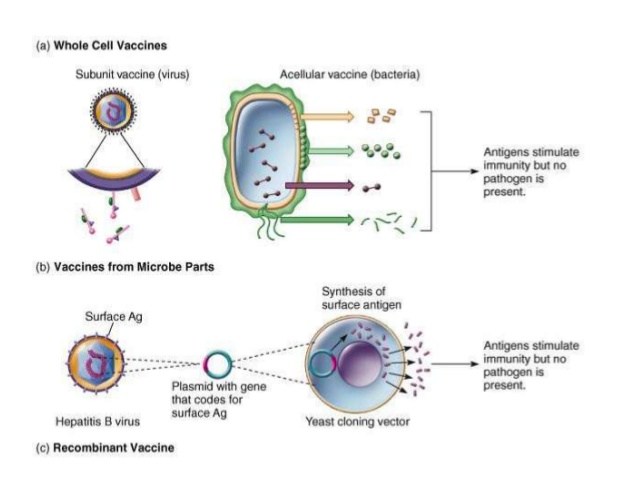 (a) Whole Cell Vaccines
Subunit vaccine (virus)
Acellular vaccine (bacteria)
Antigens stimulate
immunity but no
pathogen is
present.
(b) Vaccines from Microbe Parts
Synthesis of
surface antigen
Surface Ag
Plasmid with gene
that codes for
surface Ag
Hepatitis B virus
Yeast cloning vector
Antigens stimulate
immunity but no
pathogen is
present.
(c) Recombinant Vaccine